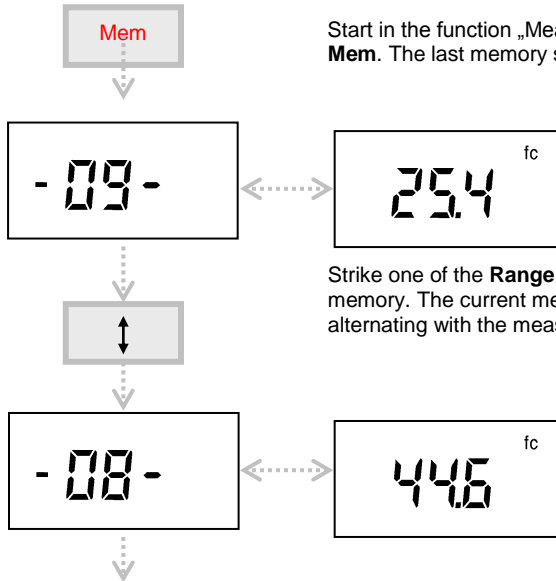 Mem
Start in the function „Mea
Mem. The last memory s
- 09 -
fc
25.4
Strike one of the Range
memory. The current me
alternating with the meas
- 08 -
fc
44.6